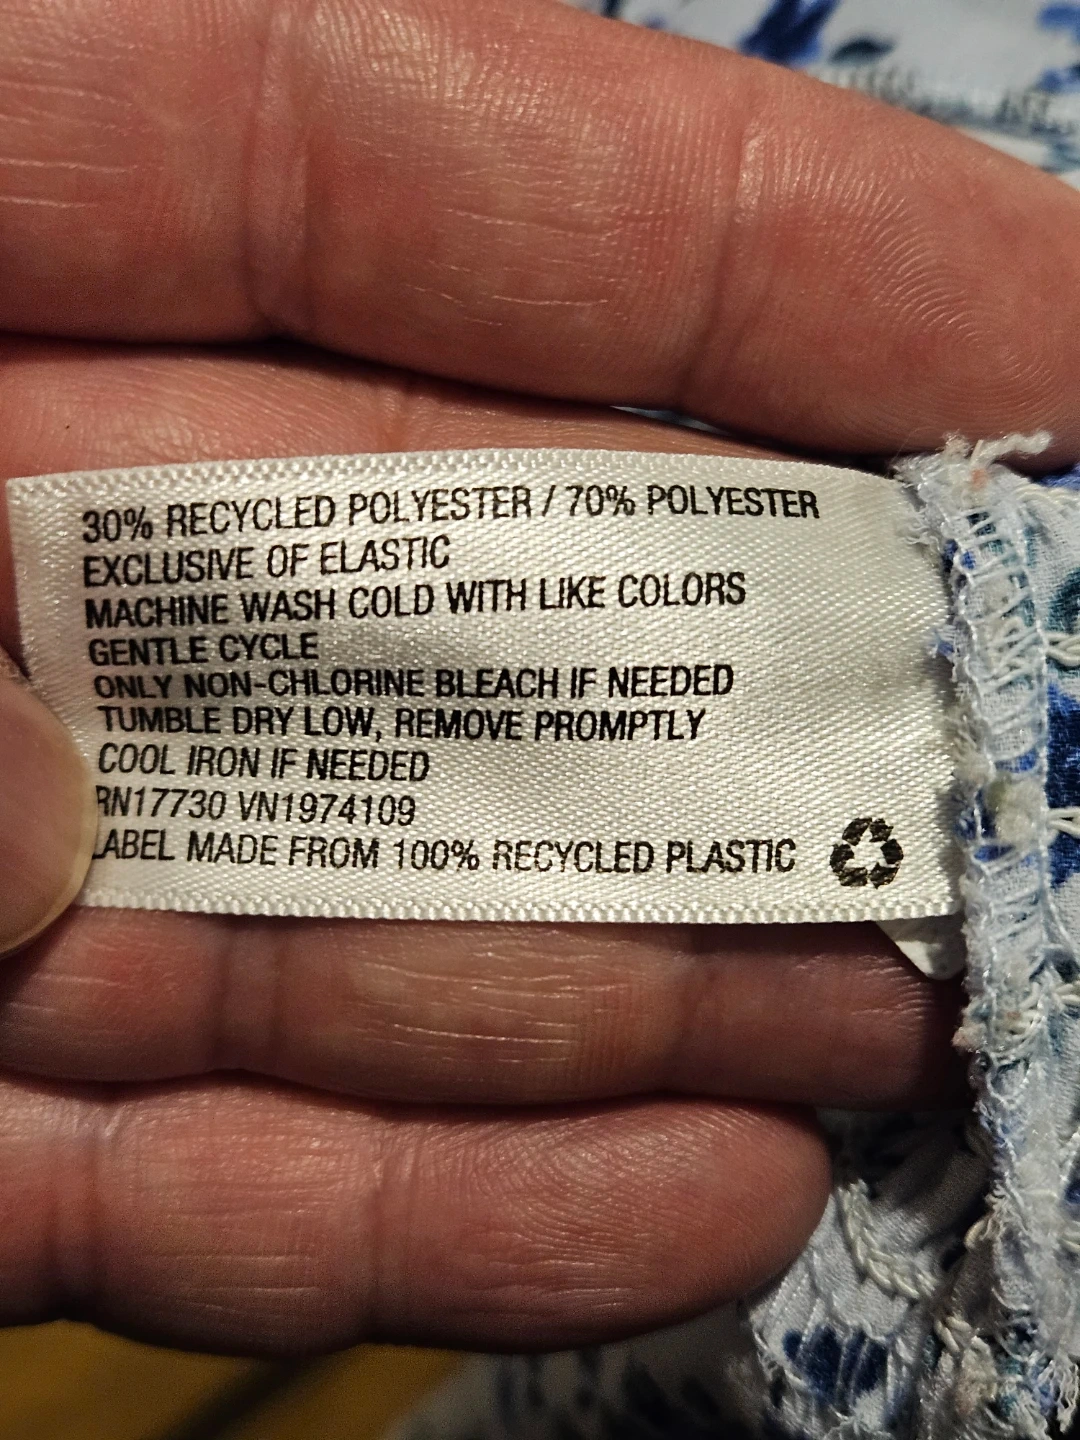 30% RECYCLED POLYESTER / 70% POLYESTER
EXCLUSIVE OF ELASTIC
MACHINE WASH COLD WITH LIKE COLORS
GENTLE CYCLE
ONLY NON-CHLORINE BLEACH IF NEEDED
TUMBLE DRY LOW, REMOVE PROMPTLY
COOL IRON IF NEEDED
RN17730 VN1974109
LABEL MADE FROM 100% RECYCLED PLASTIC